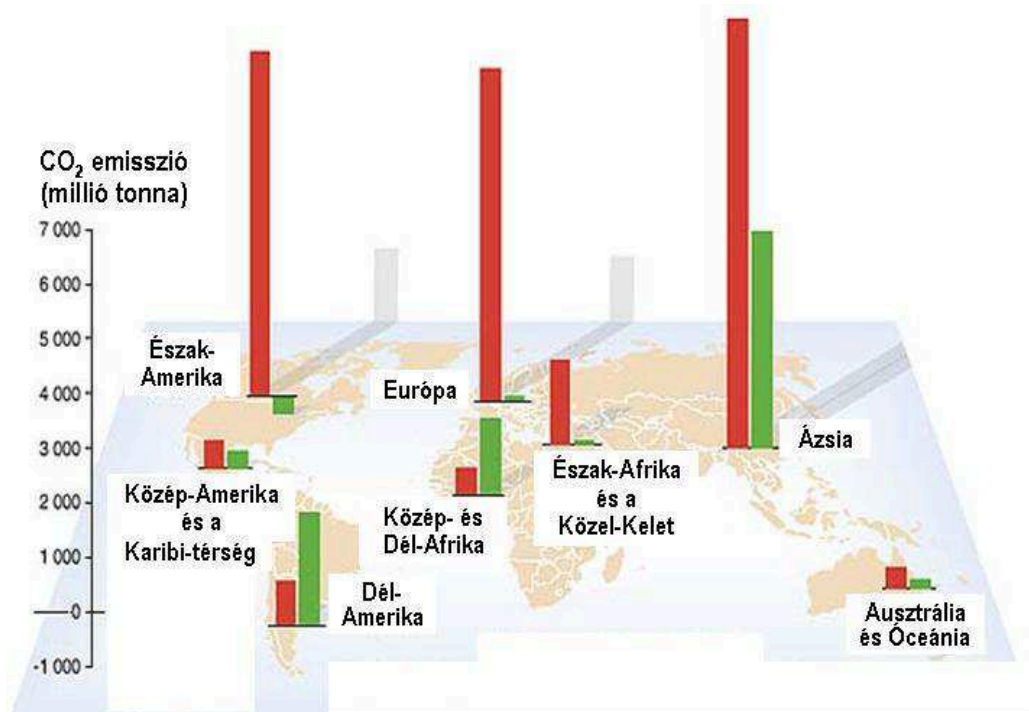 CO₂ emisszió
(millió tonna)
7 000
6 000
5 000
4 000
3 000
2 000
1 000
0
-1 000
Észak-
Amerika
Európa
Ázsia
Észak-Afrika
és a
Közel-Kelet
Közép-Amerika
és a
Karibi-térség
Közép- és
Dél-Afrika
Dél-
Amerika
Ausztrália
és Óceánia